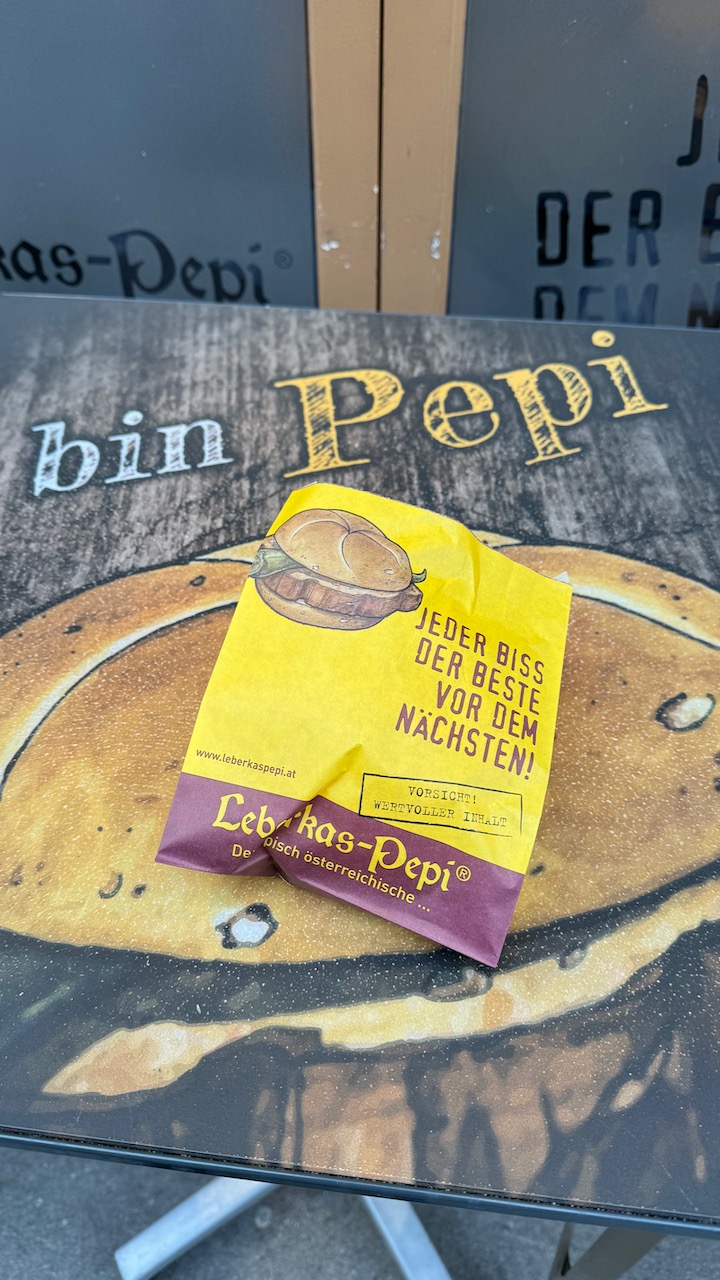 kas-Pepi®
DER
bin Pepi
JEDER BISS
DER BESTE
VOR DEM
NÄCHSTEN!
www.leberkaspepi.at
VORSICHT!
WERTVOLLER INHALT
Leberkas-Pepi®
österreichische ...